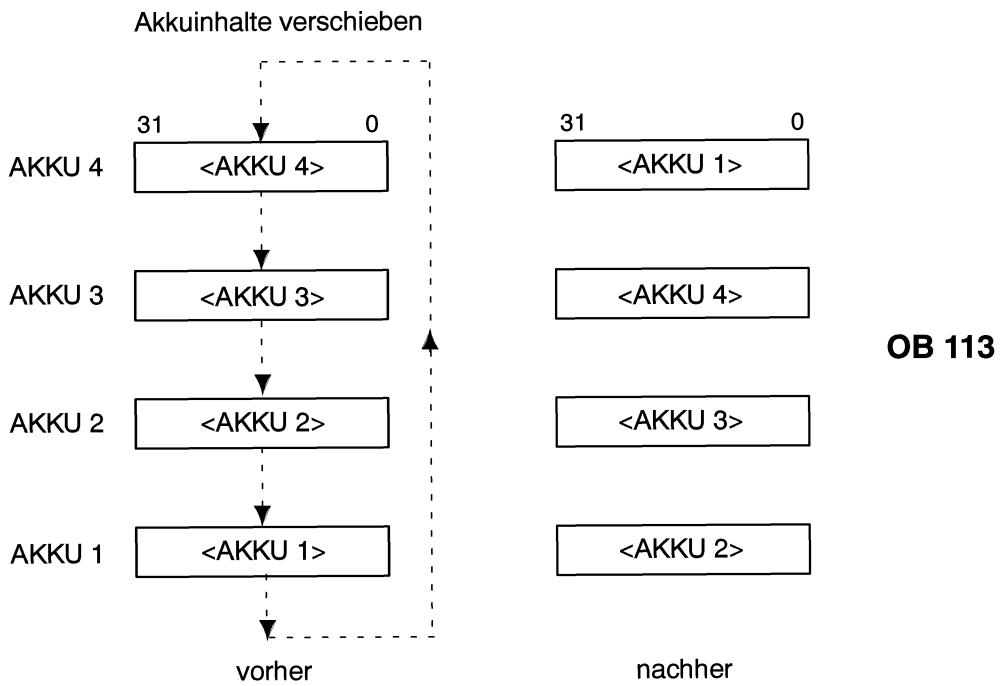 Akkuinhalte verschieben
31 0 31 0
AKKU 4 <AKKU 4> <AKKU 1>
AKKU 3 <AKKU 3> <AKKU 4>
OB 113
AKKU 2 <AKKU 2> <AKKU 3>
AKKU 1 <AKKU 1> <AKKU 2>
vorher nachher